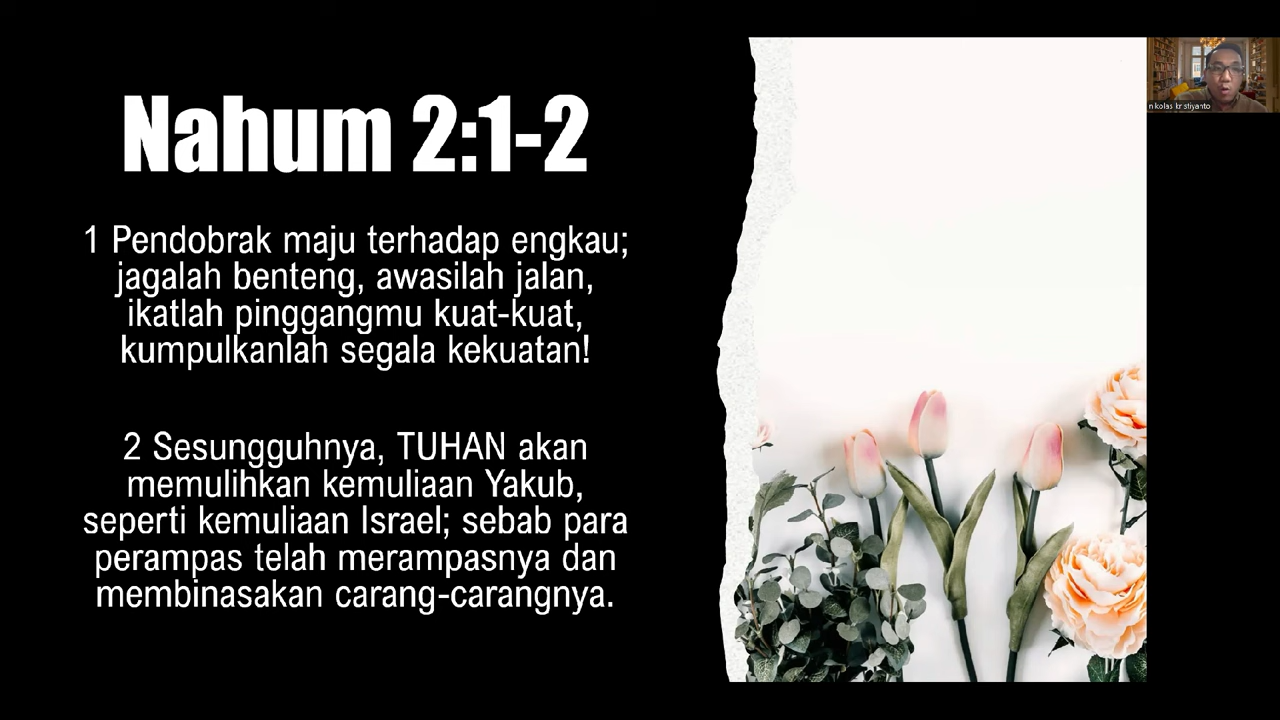 Nahum 2:1-2
1 Pendobrak maju terhadap engkau;
jagalah benteng, awasilah jalan,
ikatlah pinggangmu kuat-kuat,
kumpulkanlah segala kekuatan!
2 Sesungguhnya, TUHAN akan
memulihkan kemuliaan Yakub,
seperti kemuliaan Israel; sebab para
perampas telah merampasnya dan
membinasakan carang-carangnya.
nikolas kristiyanto